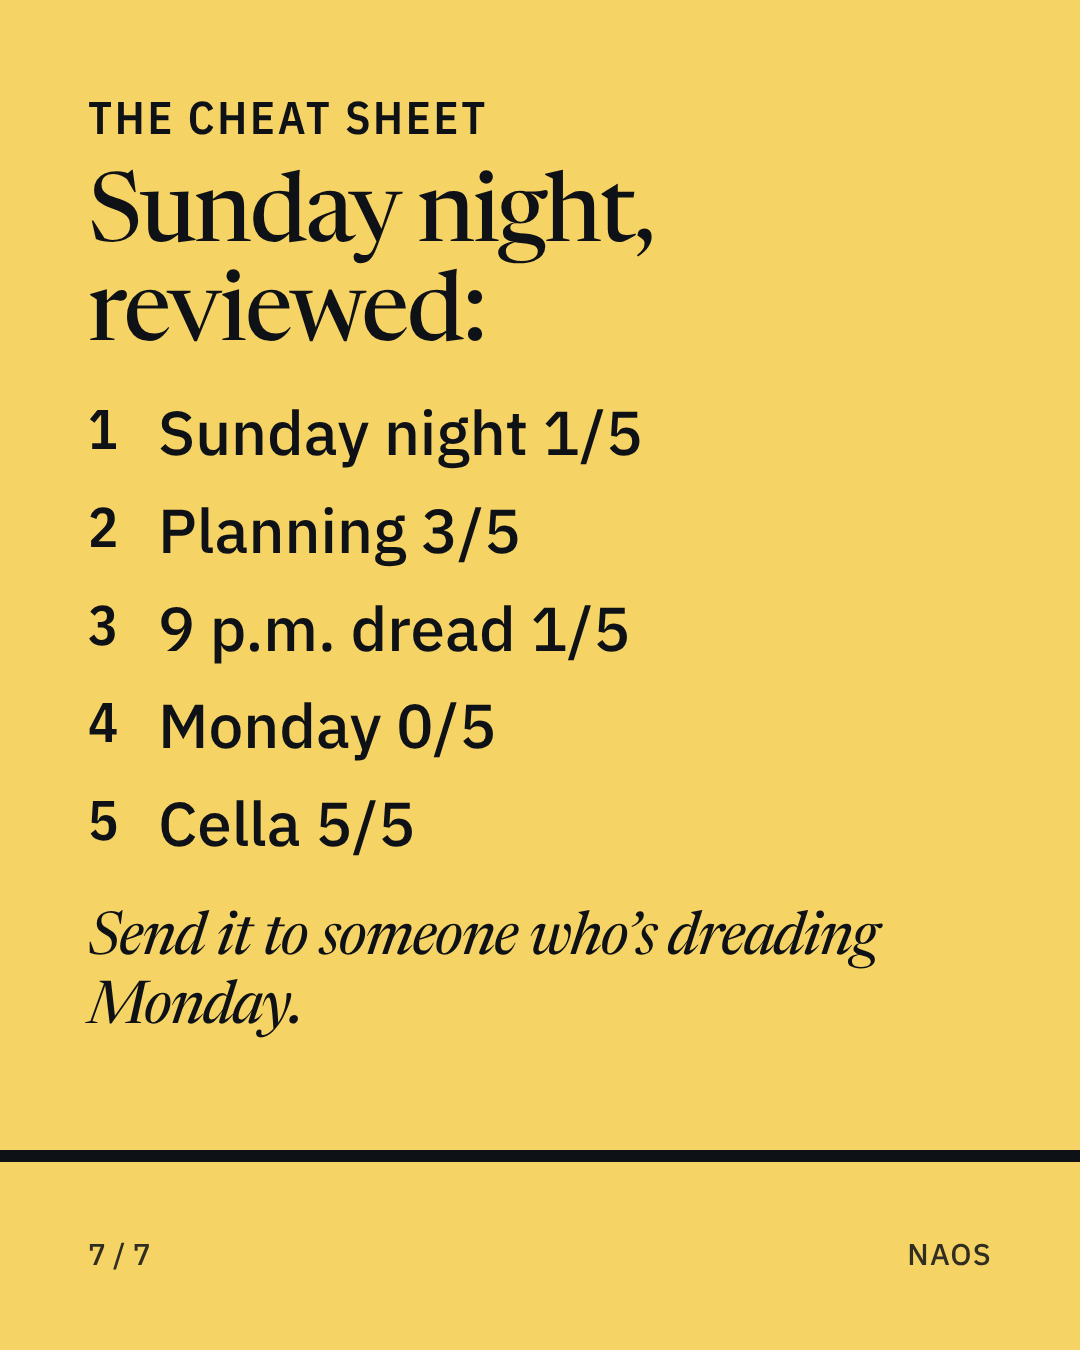 THE CHEAT SHEET
Sunday night,
reviewed:
1 Sunday night 1/5
2 Planning 3/5
3 9 p.m. dread 1/5
4 Monday 0/5
5 Cella 5/5
Send it to someone who’s dreading
Monday.
7 / 7
NAOS